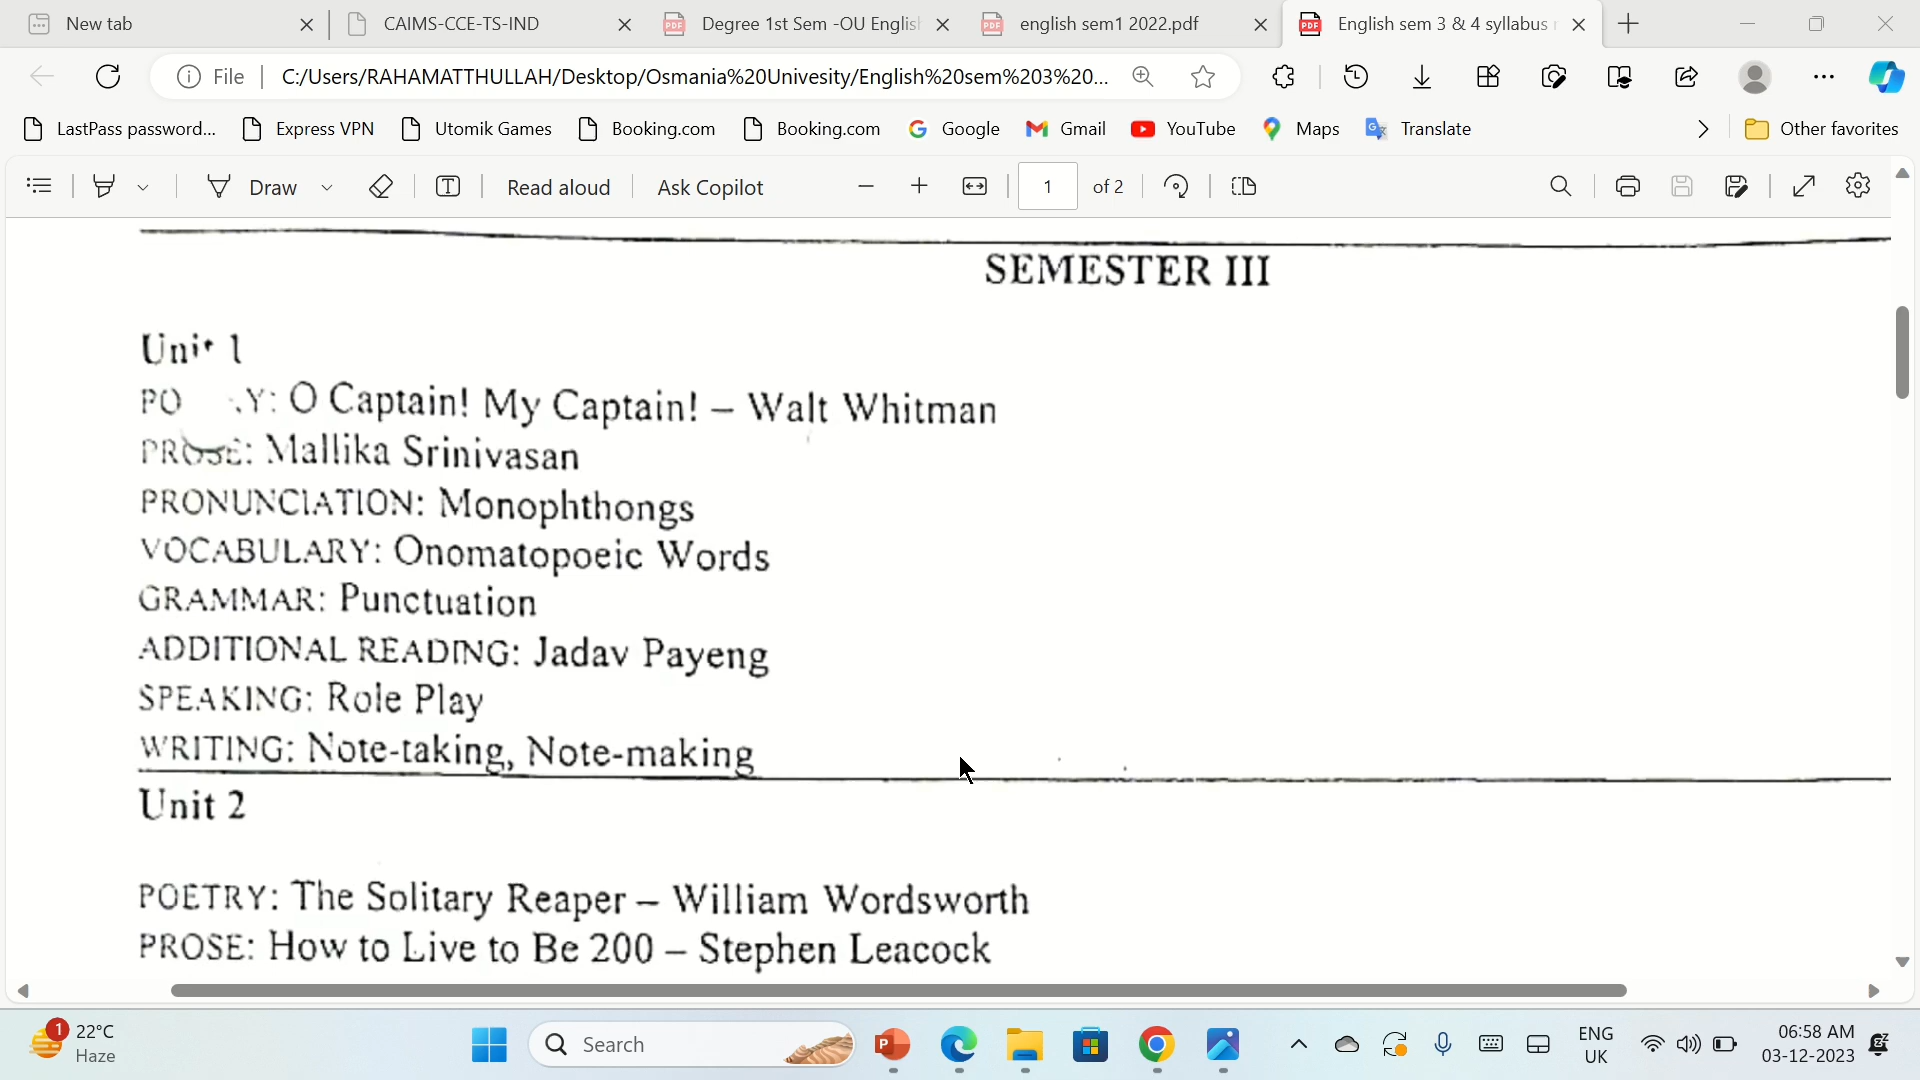 New tab
CAIMS-CCE-TS-IND
Degree 1st Sem -OU English
english sem1 2022.pdf
English sem 3 & 4 syllabus
File
C:/Users/RAHAMATTHULLAH/Desktop/Osmania%20Univesity/English%20sem%203%20...
LastPass password...
Express VPN
Utomik Games
Booking.com
Booking.com
Google
Gmail
YouTube
Maps
Translate
Other favorites
Draw
Read aloud
Ask Copilot
1
of 2
SEMESTER III
Unit 1
PO Y: O Captain! My Captain! – Walt Whitman
PROSE: Mallika Srinivasan
PRONUNCIATION: Monophthongs
VOCABULARY: Onomatopoeic Words
GRAMMAR: Punctuation
ADDITIONAL READING: Jadav Payeng
SPEAKING: Role Play
WRITING: Note-taking, Note-making
Unit 2
POETRY: The Solitary Reaper – William Wordsworth
PROSE: How to Live to Be 200 – Stephen Leacock
1
22°C
Haze
Search
ENG
UK
06:58 AM
03-12-2023